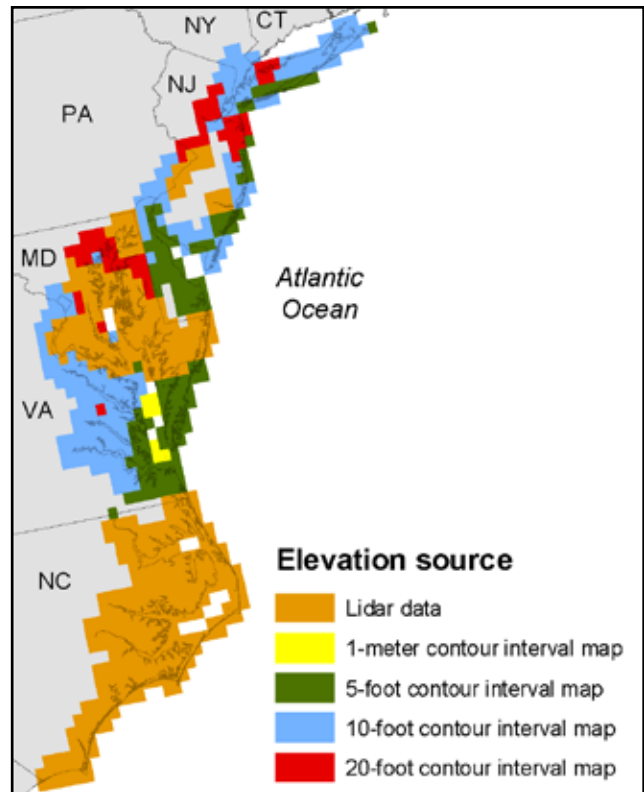 NY
CT
NJ
PA
MD
Atlantic
Ocean
VA
NC
Elevation source
Lidar data
1-meter contour interval map
5-foot contour interval map
10-foot contour interval map
20-foot contour interval map